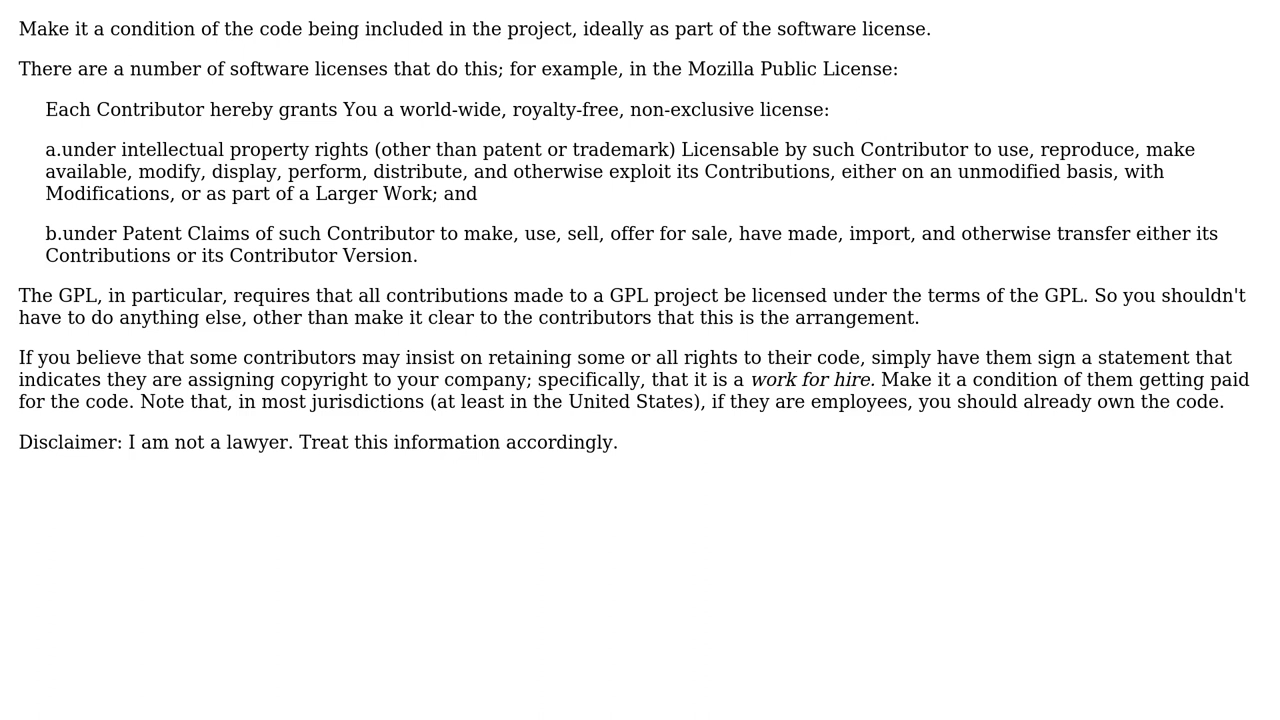 Make it a condition of the code being included in the project, ideally as part of the software license.
There are a number of software licenses that do this; for example, in the Mozilla Public License:
Each Contributor hereby grants You a world-wide, royalty-free, non-exclusive license:
a.under intellectual property rights (other than patent or trademark) Licensable by such Contributor to use, reproduce, make
available, modify, display, perform, distribute, and otherwise exploit its Contributions, either on an unmodified basis, with
Modifications, or as part of a Larger Work; and
b.under Patent Claims of such Contributor to make, use, sell, offer for sale, have made, import, and otherwise transfer either its
Contributions or its Contributor Version.
The GPL, in particular, requires that all contributions made to a GPL project be licensed under the terms of the GPL. So you shouldn't
have to do anything else, other than make it clear to the contributors that this is the arrangement.
If you believe that some contributors may insist on retaining some or all rights to their code, simply have them sign a statement that
indicates they are assigning copyright to your company; specifically, that it is a work for hire. Make it a condition of them getting paid
for the code. Note that, in most jurisdictions (at least in the United States), if they are employees, you should already own the code.
Disclaimer: I am not a lawyer. Treat this information accordingly.